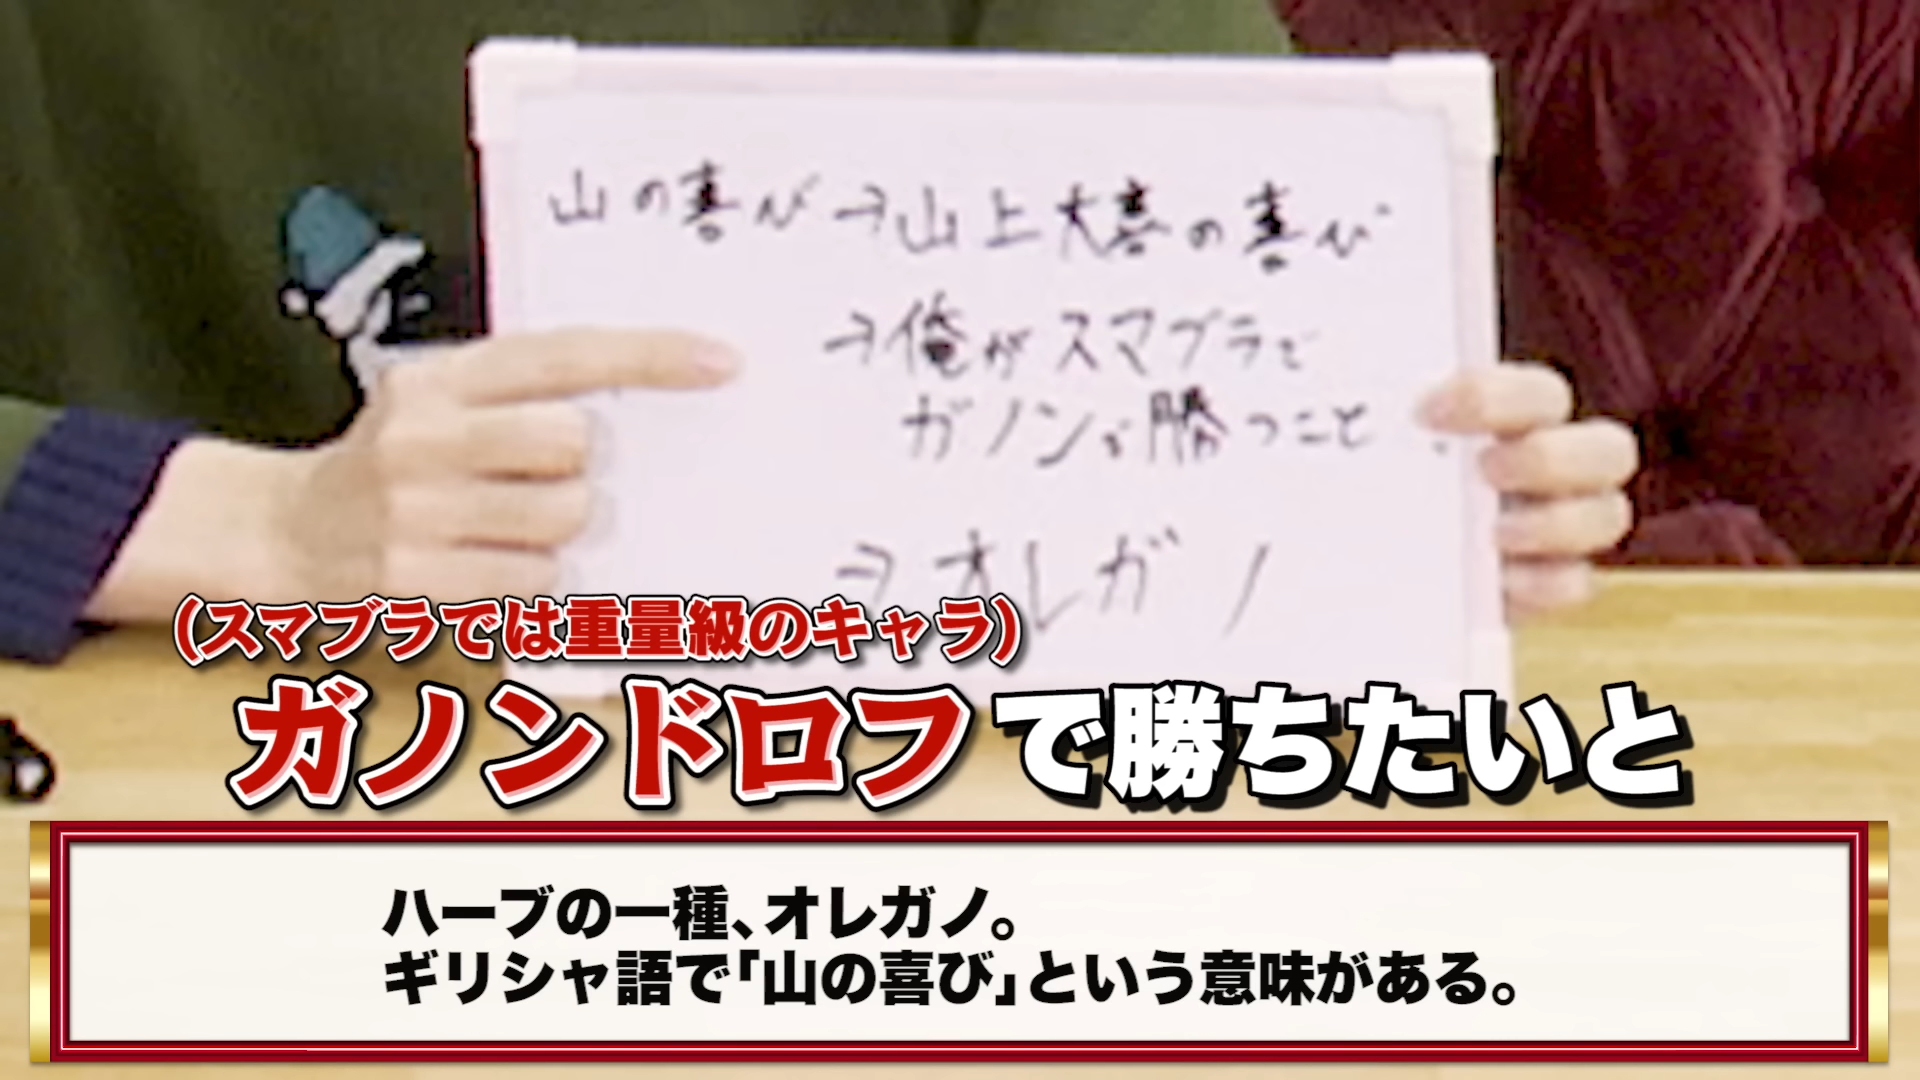 山の喜び→山上大喜の喜び
→俺がスマブラで
ガノンで勝つこと
→オレガノ
(スマブラでは重量級のキャラ)
ガノンドロフで勝ちたいと
ハーブの一種、オレガノ。
ギリシャ語で「山の喜び」という意味がある。